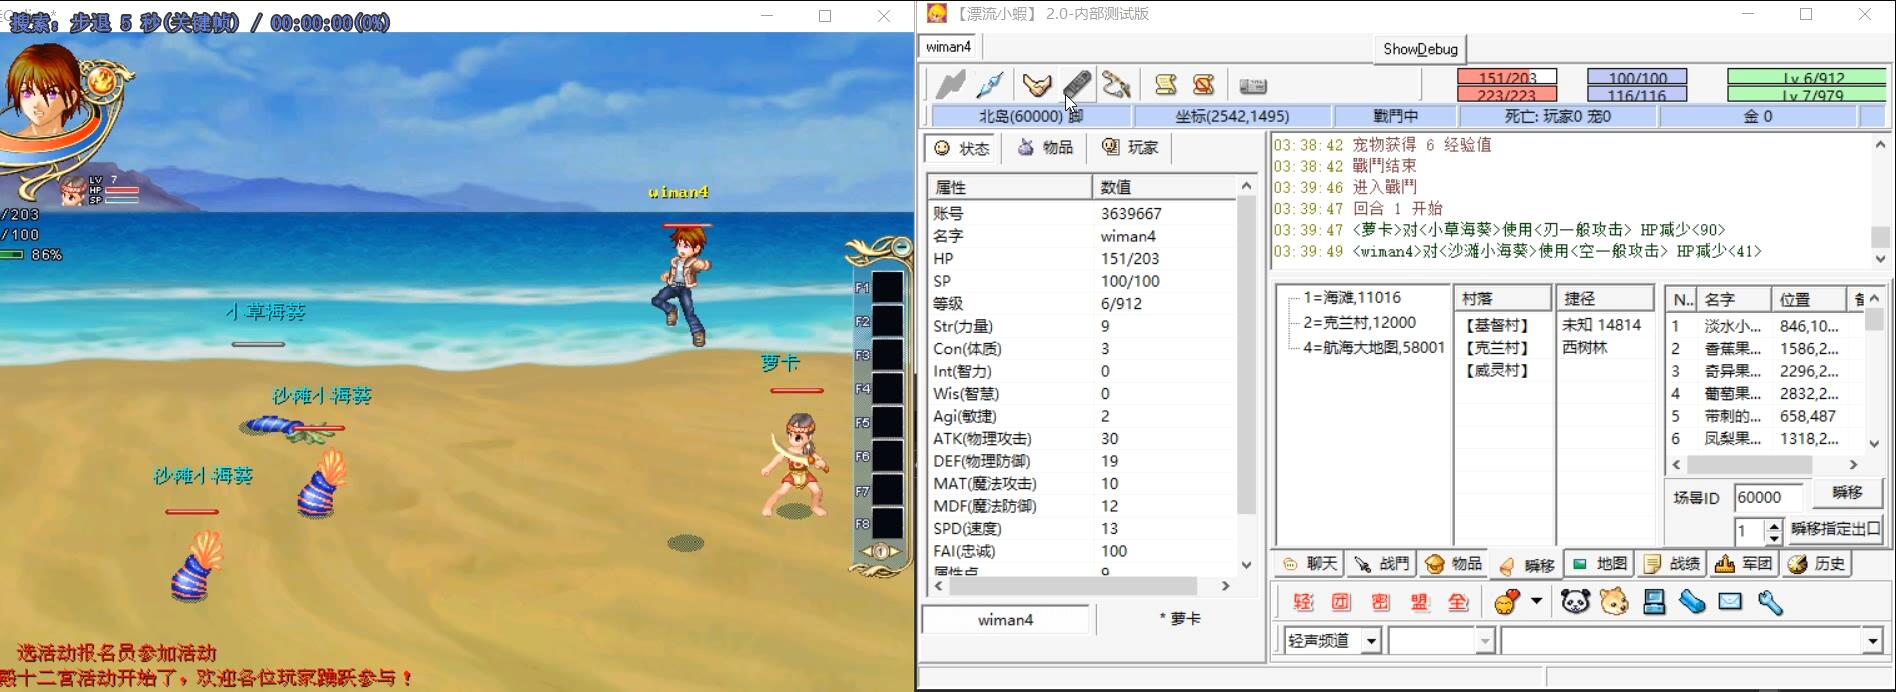 搜索: 步退 5 秒(关键帧) / 00:00:00(0%)
LV 7
HP
SP
/203
/100
86%
wiman4
小草海葵
沙滩小海葵
沙滩小海葵
萝卡
F1
F2
F3
F4
F5
F6
F7
F8
1
选活动报名员参加活动
殿十二宫活动开始了，欢迎各位玩家踊跃参与！
【漂流小蝦】 2.0-内部测试版
wiman4
ShowDebug
151/203 100/100 Lv 6/912
223/223 116/116 Lv 7/979
北岛(60000) 脚 坐标(2542,1495) 戰鬥中 死亡: 玩家0 宠0 金 0
状态 物品 玩家
属性 数值
账号 3639667
名字 wiman4
HP 151/203
SP 100/100
等级 6/912
Str(力量) 9
Con(体质) 3
Int(智力) 0
Wis(智慧) 0
Agi(敏捷) 2
ATK(物理攻击) 30
DEF(物理防御) 19
MAT(魔法攻击) 10
MDF(魔法防御) 12
SPD(速度) 13
FAI(忠诚) 100
属性点 9
wiman4 * 萝卡
03:38:42 宠物获得 6 经验值
03:38:42 戰鬥结束
03:39:46 进入戰鬥
03:39:47 回合 1 开始
03:39:47 <萝卡>对<小草海葵>使用<刃一般攻击> HP减少<90>
03:39:49 <wiman4>对<沙滩小海葵>使用<空一般攻击> HP减少<41>
1=海滩,11016
2=克兰村,12000
4=航海大地图,58001
村落
【基督村】
【克兰村】
【威灵村】
捷径
未知 14814
西树林
N.. 名字 位置
1 淡水小... 846,10...
2 香蕉果... 1586,2...
3 奇异果... 2296,2...
4 葡萄果... 2832,2...
5 带刺的... 658,487
6 凤梨果... 1318,2...
场景ID 60000 瞬移
1 瞬移指定出口
聊天 战鬥 物品 瞬移 地图 战绩 军团 历史
轻 团 密 盟 全
轻声频道